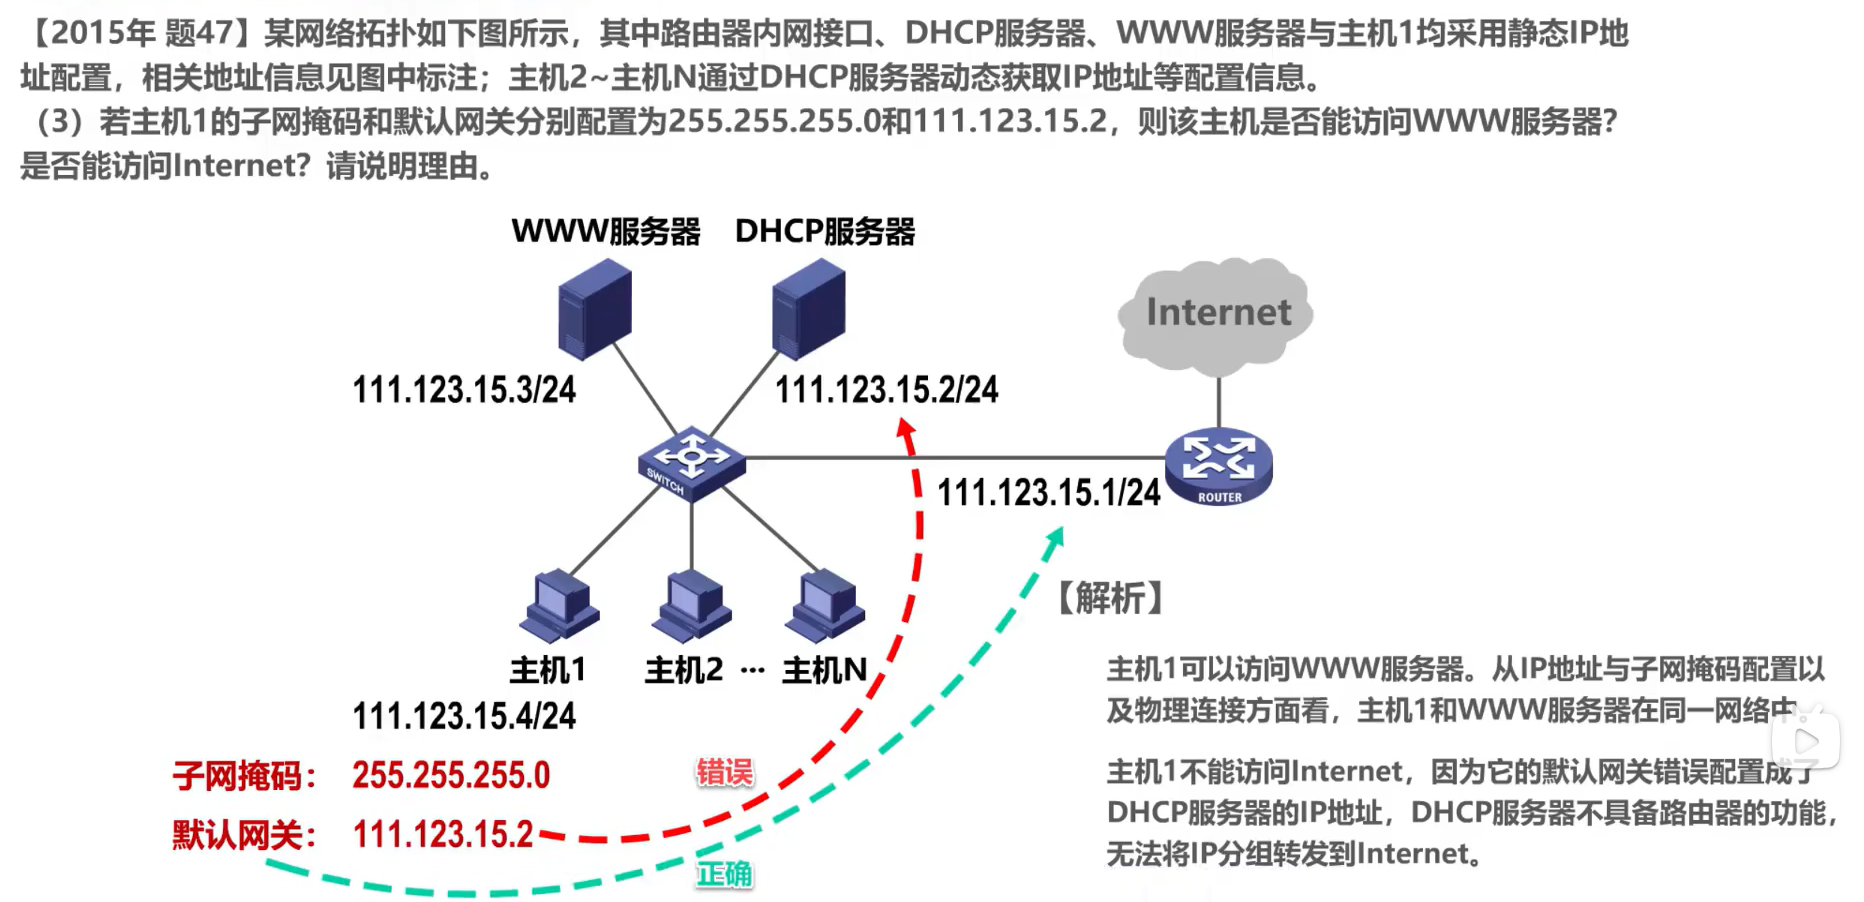 【2015年 题47】某网络拓扑如下图所示，其中路由器内网接口、DHCP服务器、WWW服务器与主机1均采用静态IP地
址配置，相关地址信息见图中标注；主机2~主机N通过DHCP服务器动态获取IP地址等配置信息。
（3）若主机1的子网掩码和默认网关分别配置为255.255.255.0和111.123.15.2，则该主机是否能访问WWW服务器？
是否能访问Internet？请说明理由。
WWW服务器 DHCP服务器
Internet
111.123.15.3/24
111.123.15.2/24
SWITCH
111.123.15.1/24
ROUTER
【解析】
主机1 主机2 ··· 主机N
111.123.15.4/24
子网掩码： 255.255.255.0
默认网关： 111.123.15.2
错误
正确
主机1可以访问WWW服务器。从IP地址与子网掩码配置以
及物理连接方面看，主机1和WWW服务器在同一网络中
主机1不能访问Internet，因为它的默认网关错误配置成了
DHCP服务器的IP地址，DHCP服务器不具备路由器的功能，
无法将IP分组转发到Internet。